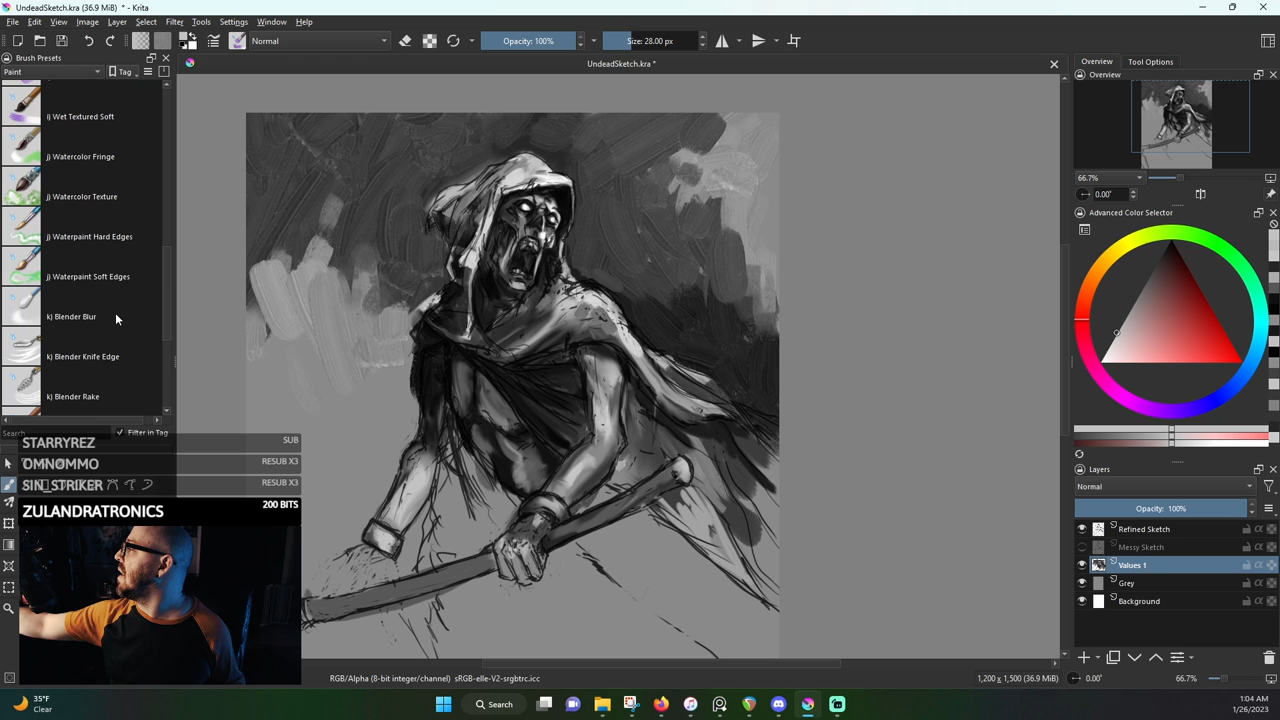 UndeadSketch.kra (36.9 MiB) * - Krita
File Edit View Image Layer Select Filter Tools Settings Window Help
Normal
Opacity: 100%
Size: 28.00 px
Brush Presets
Paint
Tag
i) Wet Textured Soft
j) Watercolor Fringe
j) Watercolor Texture
j) Waterpaint Hard Edges
j) Waterpaint Soft Edges
k) Blender Blur
k) Blender Knife Edge
k) Blender Rake
Search
Filter in Tag
UndeadSketch.kra *
Overview Tool Options
Overview
66.7%
0.00°
Advanced Color Selector
Layers
Normal
Opacity: 100%
Refined Sketch
Messy Sketch
Values 1
Grey
Background
STARRYREZ SUB
OMNOMMO RESUB X3
SIN_STRIKER RESUB X3
ZULANDRATRONICS 200 BITS
RGB/Alpha (8-bit integer/channel) sRGB-elle-V2-srgbtrc.icc
1,200 x 1,500 (36.9 MiB)
0.00°
66.7%
35°F
Clear
Search
1:04 AM
1/26/2023